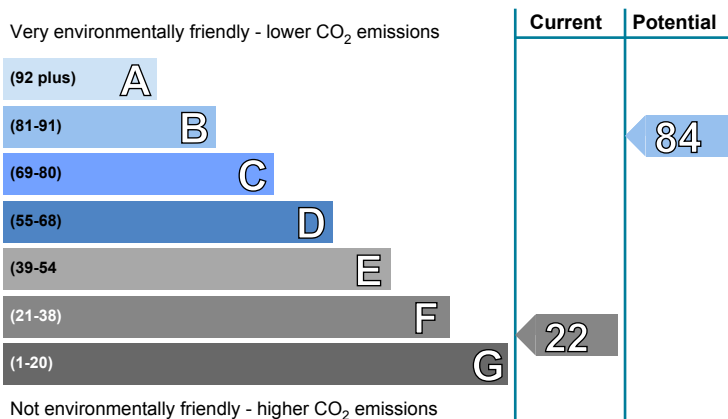 Current Potential
Very environmentally friendly - lower CO2 emissions
(92 plus) A
(81-91) B
84
(69-80) C
(55-68) D
(39-54 E
(21-38) F
22
(1-20) G
Not environmentally friendly - higher CO2 emissions